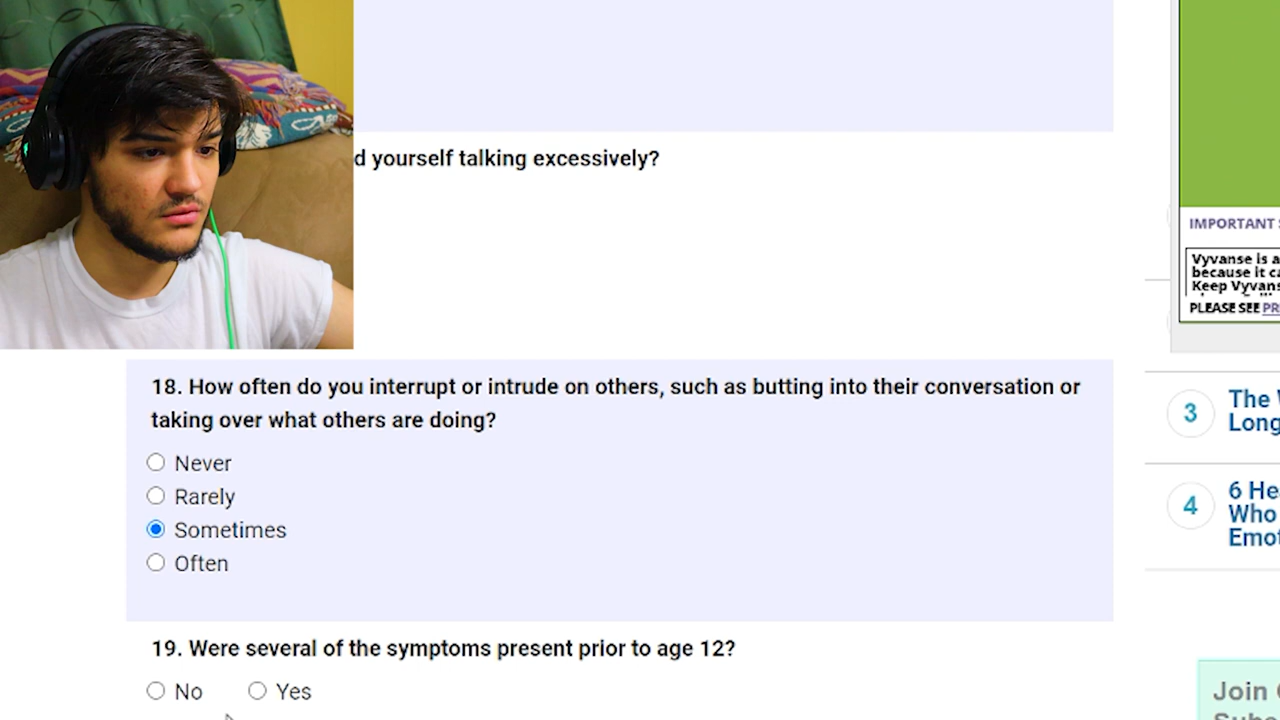 d yourself talking excessively?
IMPORTANT
Vyvanse is a
because it ca
Keep Vyvans
PLEASE SEE PR
18. How often do you interrupt or intrude on others, such as butting into their conversation or
taking over what others are doing?
Never
Rarely
Sometimes
Often
3
The
Long
4
6 He
Who
Emot
19. Were several of the symptoms present prior to age 12?
No
Yes
Join